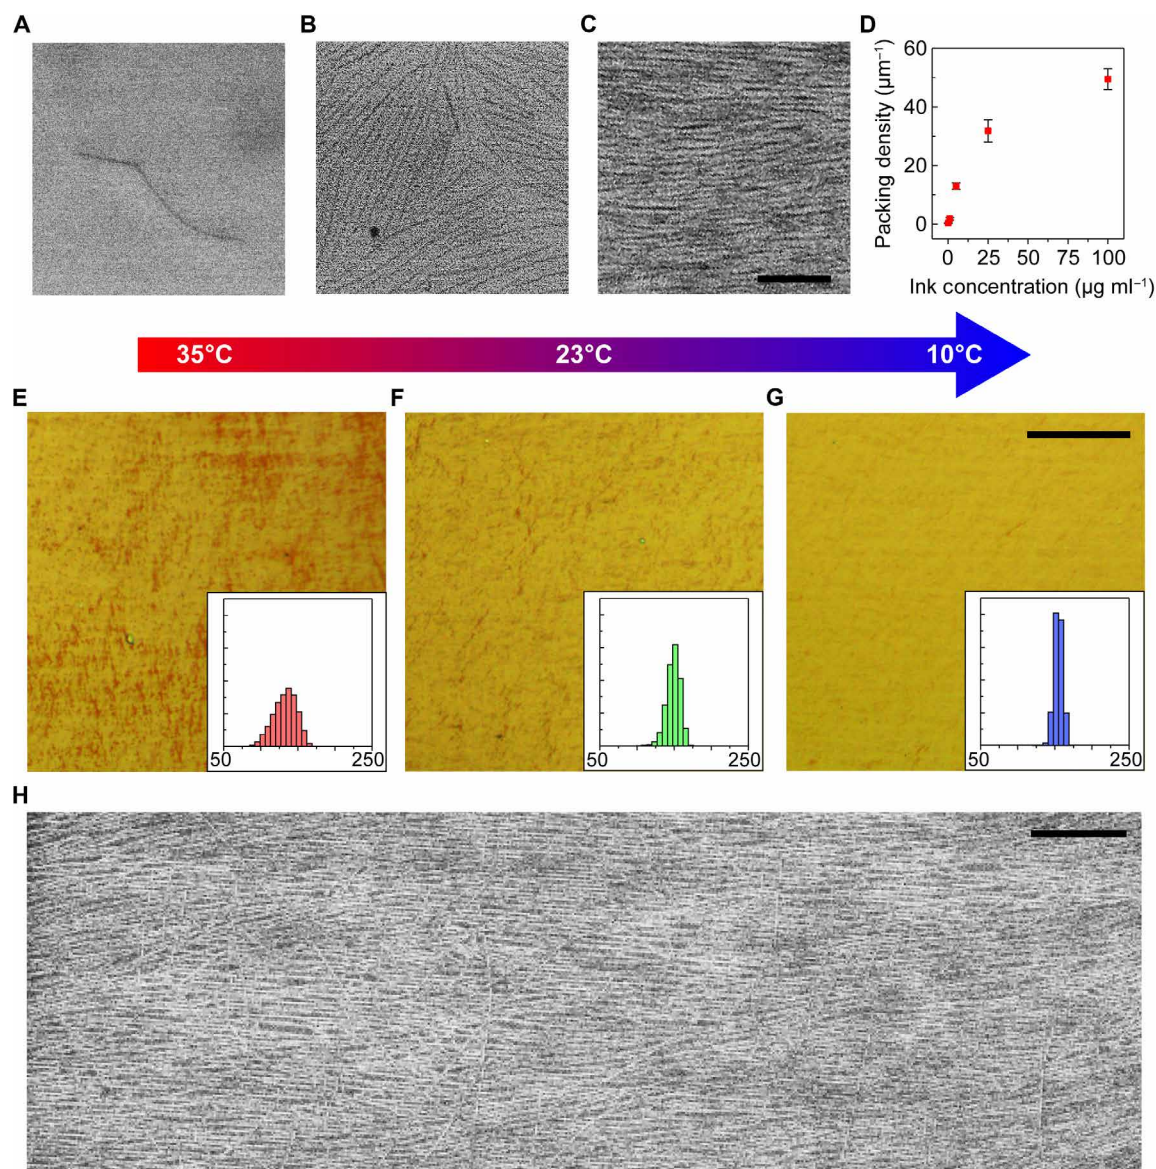 A
B
C
D
Packing density (µm⁻¹)
60
40
20
0
0 25 50 75 100
Ink concentration (µg ml⁻¹)
35°C 23°C 10°C
E
F
G
50 250
50 250
50 250
H